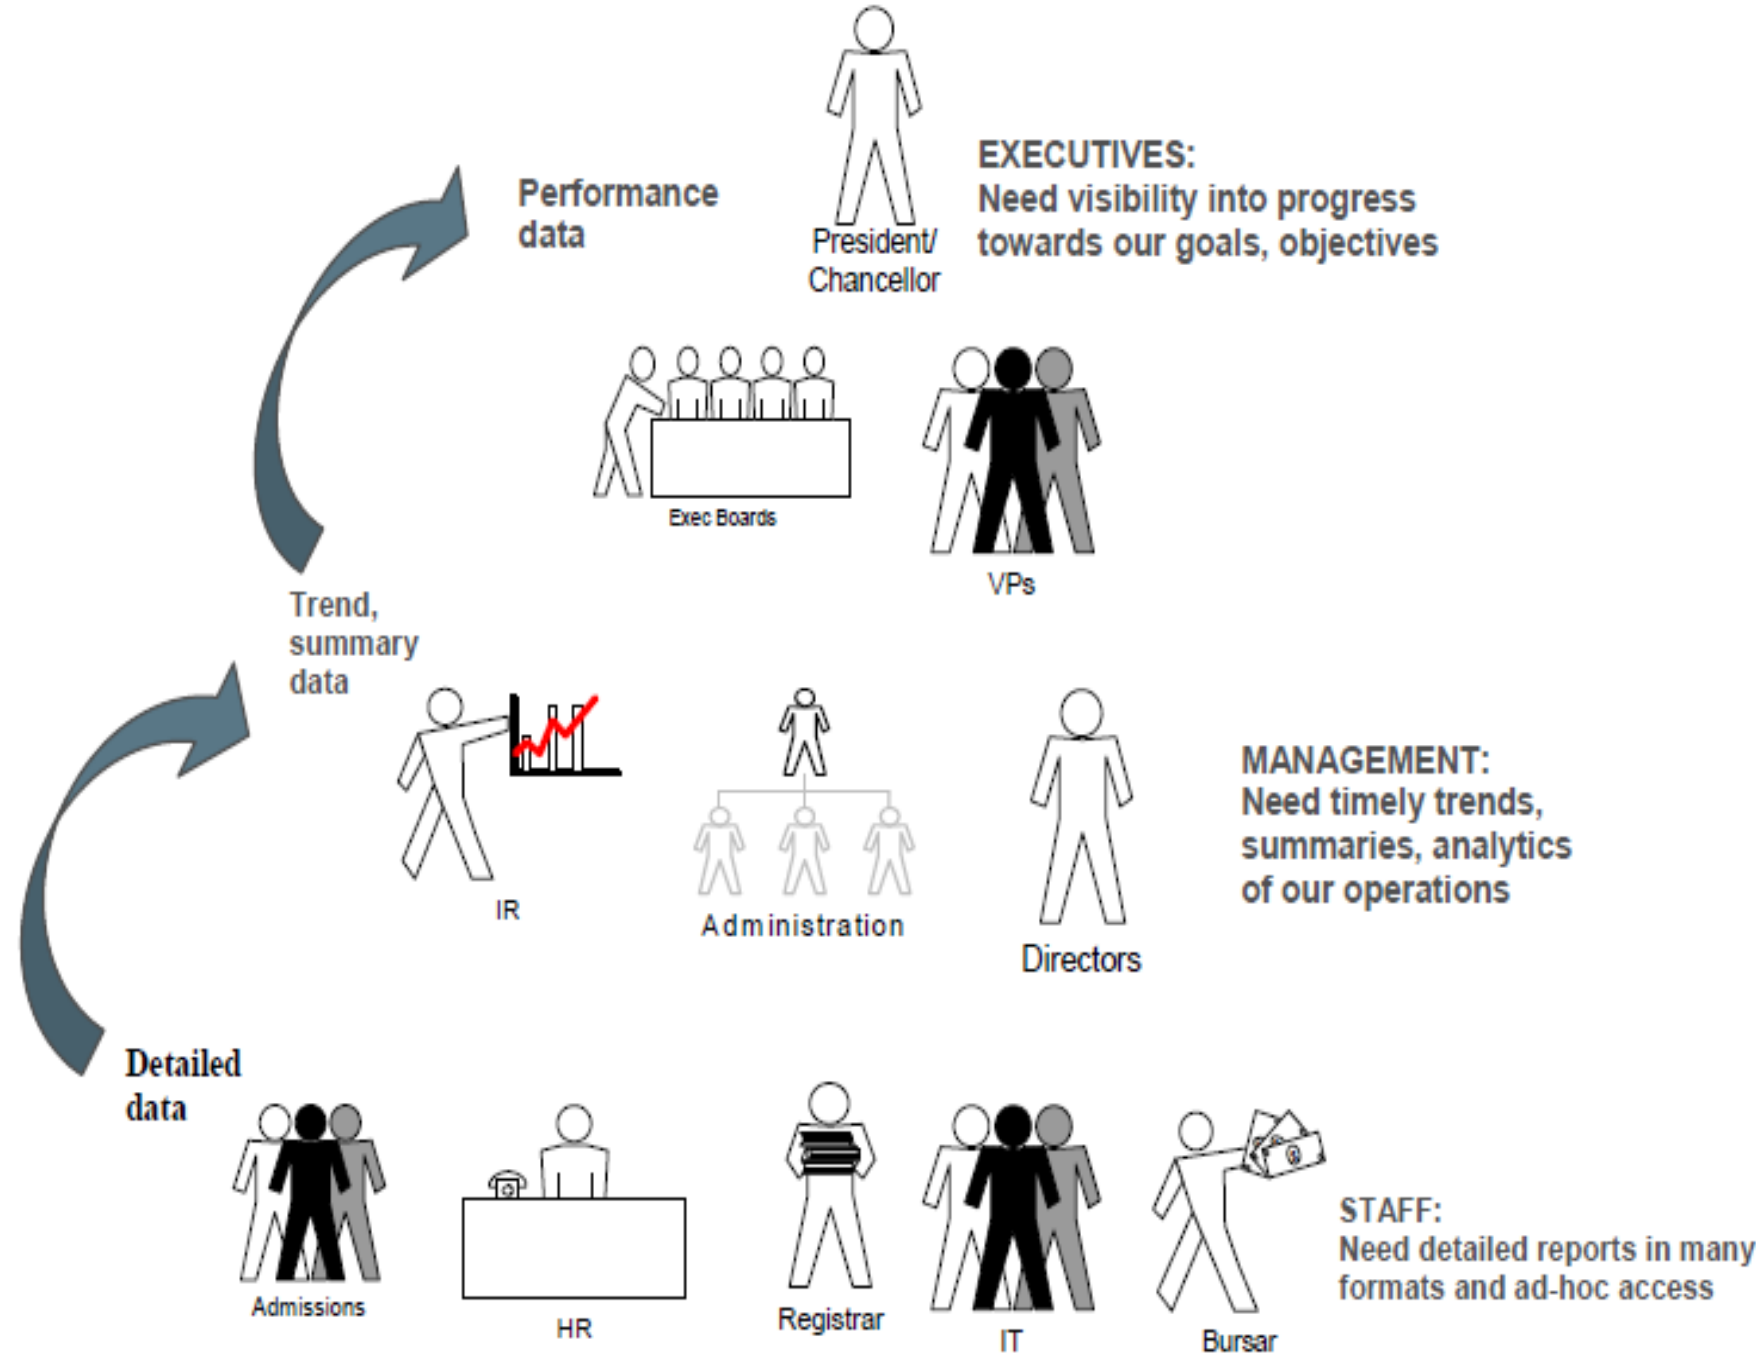 Performance
data
President/
Chancellor
EXECUTIVES:
Need visibility into progress
towards our goals, objectives
Exec Boards
VPs
Trend,
summary
data
IR
Administration
Directors
MANAGEMENT:
Need timely trends,
summaries, analytics
of our operations
Detailed
data
Admissions
HR
Registrar
IT
Bursar
STAFF:
Need detailed reports in many
formats and ad-hoc access